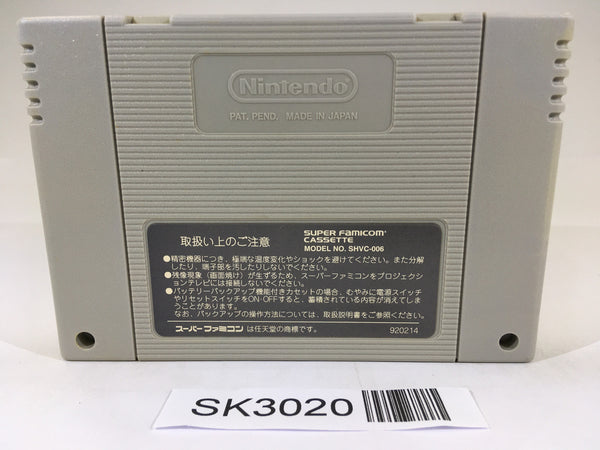 Nintendo
PAT. PEND. MADE IN JAPAN
取扱い上のご注意
SUPER FAMICOM
CASSETTE
MODEL NO. SHVC-006
●精密機器につき、極端な温度変化やショックを避けてください。また分解
したり、端子部を汚したりしないでください。
●残像現象（画面焼け）が生ずるため、スーパーファミコンをプロジェクシ
ョンテレビには接続しないでください。
●バッテリーバックアップ機能付きカセットの場合、むやみに電源スイッチ
やリセットスイッチをON・OFFすると、蓄積されている内容が消えてしま
うことがあります。
なお、バックアップの操作方法については、取扱説明書をご参照ください。
スーパーファミコン は任天堂の商標です。
920214
SK3020